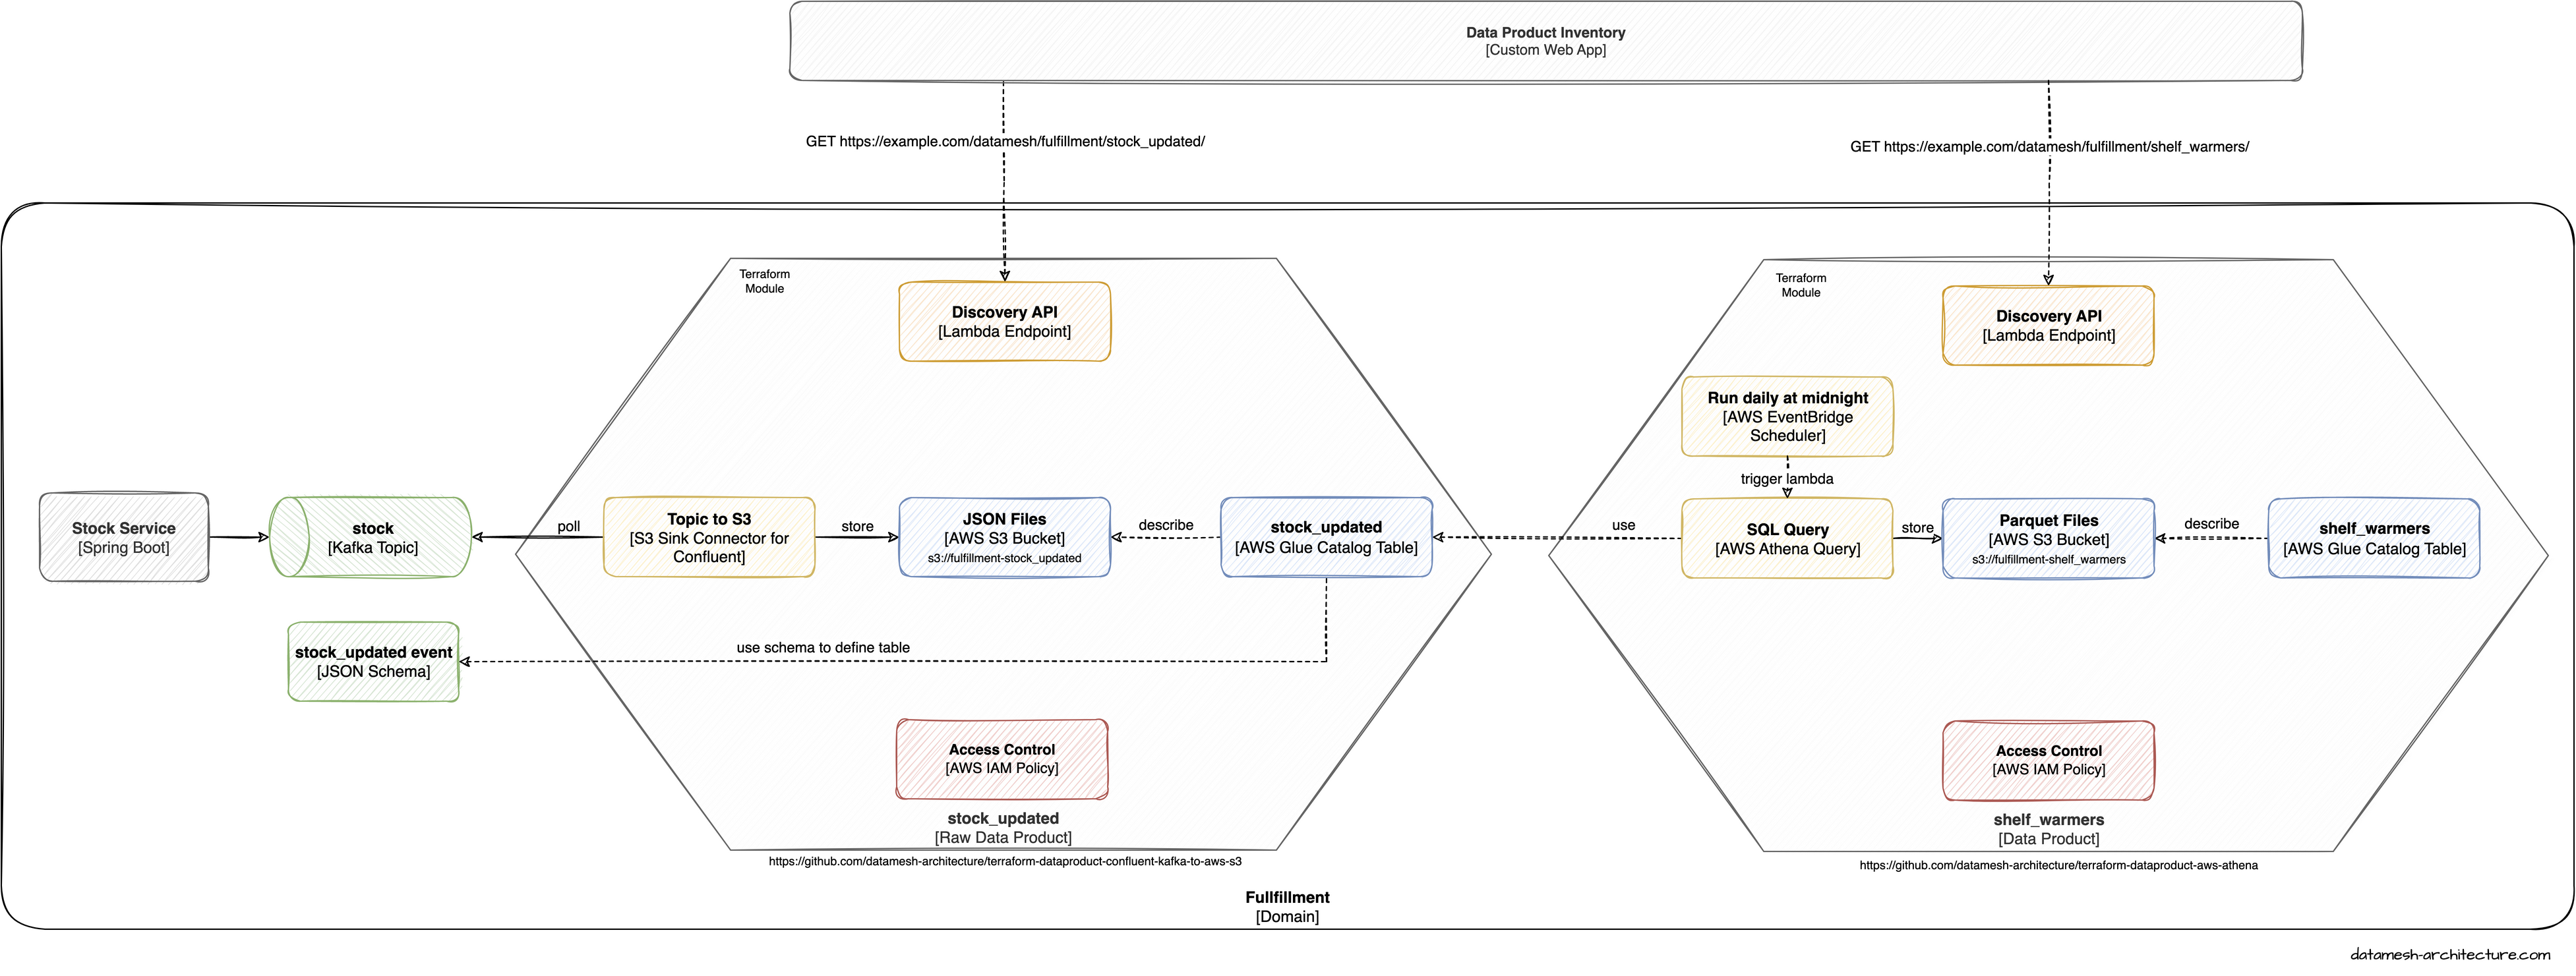 Data Product Inventory
[Custom Web App]
GET https://example.com/datamesh/fulfillment/stock_updated/
GET https://example.com/datamesh/fulfillment/shelf_warmers/
Terraform
Module
Discovery API
[Lambda Endpoint]
Stock Service
[Spring Boot]
stock
[Kafka Topic]
poll
Topic to S3
[S3 Sink Connector for
Confluent]
store
JSON Files
[AWS S3 Bucket]
s3://fulfillment-stock_updated
describe
stock_updated
[AWS Glue Catalog Table]
stock_updated event
[JSON Schema]
use schema to define table
Access Control
[AWS IAM Policy]
stock_updated
[Raw Data Product]
https://github.com/datamesh-architecture/terraform-dataproduct-confluent-kafka-to-aws-s3
use
Terraform
Module
Discovery API
[Lambda Endpoint]
Run daily at midnight
[AWS EventBridge
Scheduler]
trigger lambda
SQL Query
[AWS Athena Query]
store
Parquet Files
[AWS S3 Bucket]
s3://fulfillment-shelf_warmers
describe
shelf_warmers
[AWS Glue Catalog Table]
Access Control
[AWS IAM Policy]
shelf_warmers
[Data Product]
https://github.com/datamesh-architecture/terraform-dataproduct-aws-athena
Fullfillment
[Domain]
datamesh-architecture.com